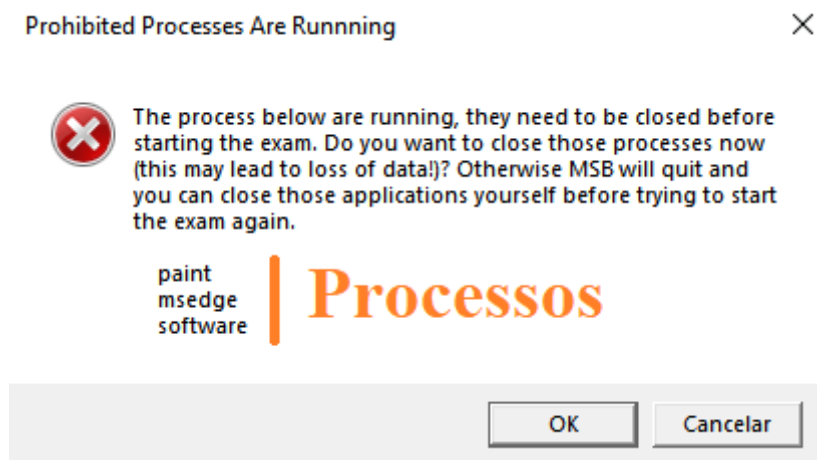 Prohibited Processes Are Runnning
The process below are running, they need to be closed before
starting the exam. Do you want to close those processes now
(this may lead to loss of data!)? Otherwise MSB will quit and
you can close those applications yourself before trying to start
the exam again.
paint
msedge
software
Processos
OK
Cancelar